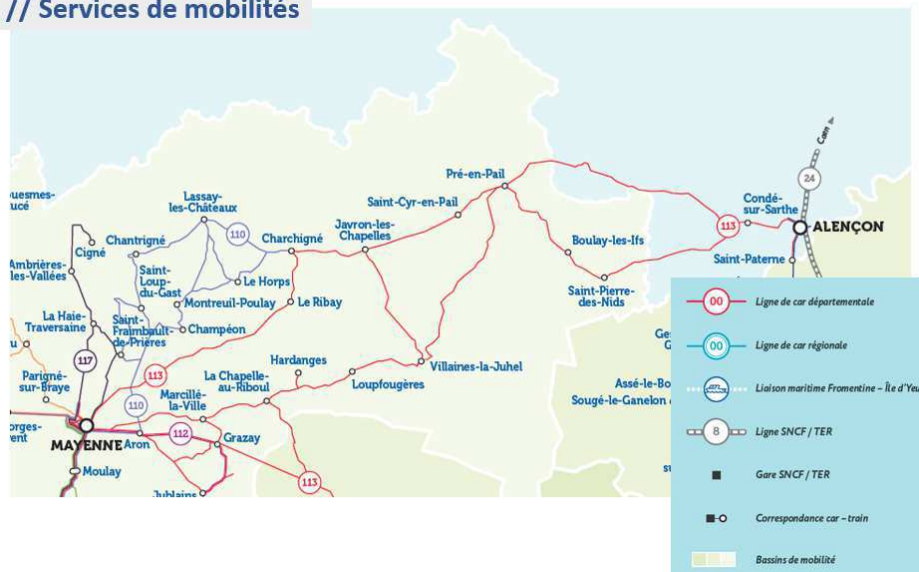 // Services de mobilités
Caen
24
Pré-en-Pail
Lassay-
les-Châteaux
Saint-Cyr-en-Pail
Condé-
sur-Sarthe
ALENÇON
113
110
Charchigné
Javron-les-
Chapelles
Chantrigné
Cigné
Boulay-les-Ifs
Saint-Paterne
Ambrières-
les-Vallées
Saint-
Loup-
du-Gast
Le Horps
Saint-Pierre-
des-Nids
Montreuil-Poulay
Le Ribay
La Haie-
Traversaine
Saint-
Fraimbault-
de-Prières
Champéon
117
113
Hardanges
Villaines-la-Juhel
Parigné-
sur-Braye
La Chapelle-
au-Riboul
Loupfougères
Marcillé-
la-Ville
110
Assé-le-Bo
Sougé-le-Ganelon
MAYENNE
Aron
112
Grazay
Moulay
113
Jublains
00
Ligne de car départementale
00
Ligne de car régionale
Liaison maritime Fromentine – Île d'Yeu
8
Ligne SNCF / TER
Gare SNCF / TER
Correspondance car – train
Bassins de mobilité